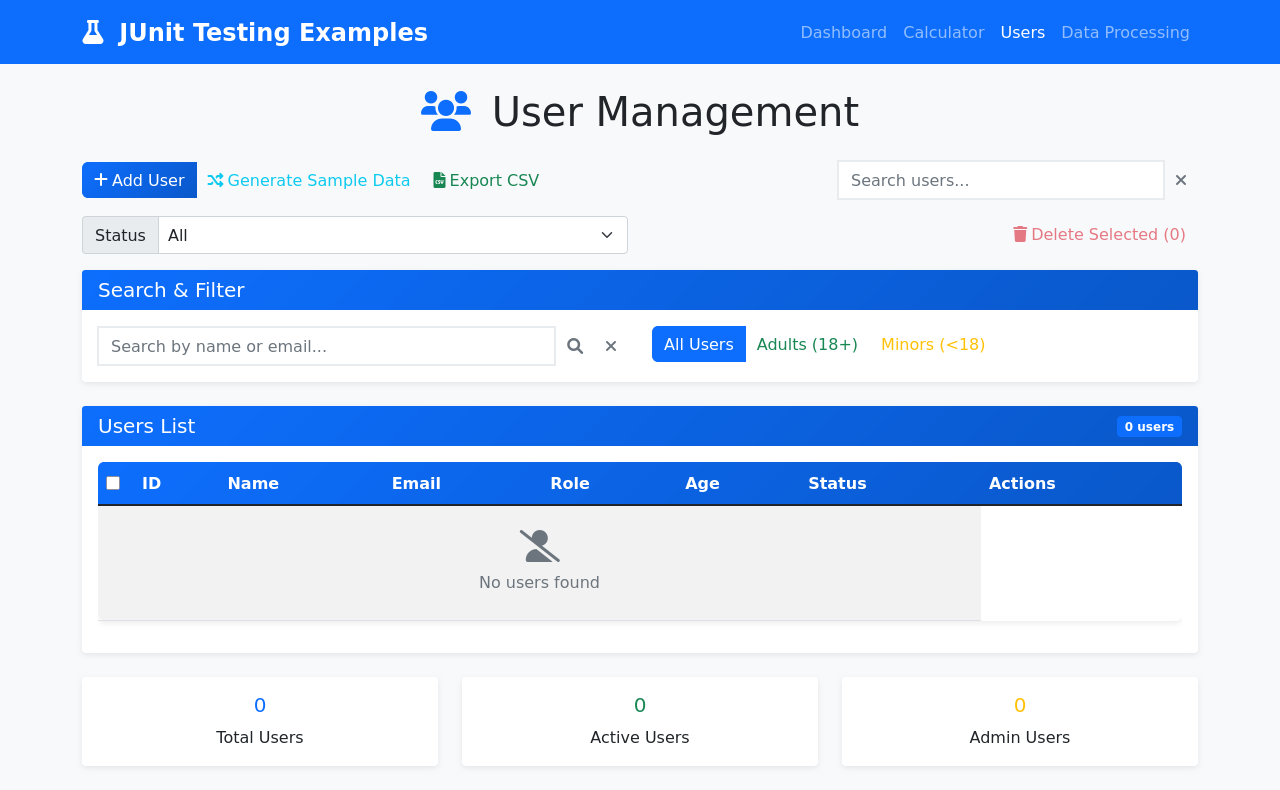 JUnit Testing Examples
Dashboard Calculator Users Data Processing
User Management
Add User Generate Sample Data Export CSV Search users...
Status All Delete Selected (0)
Search & Filter
Search by name or email... All Users Adults (18+) Minors (<18)
Users List 0 users
ID Name Email Role Age Status Actions
No users found
0 0 0
Total Users Active Users Admin Users